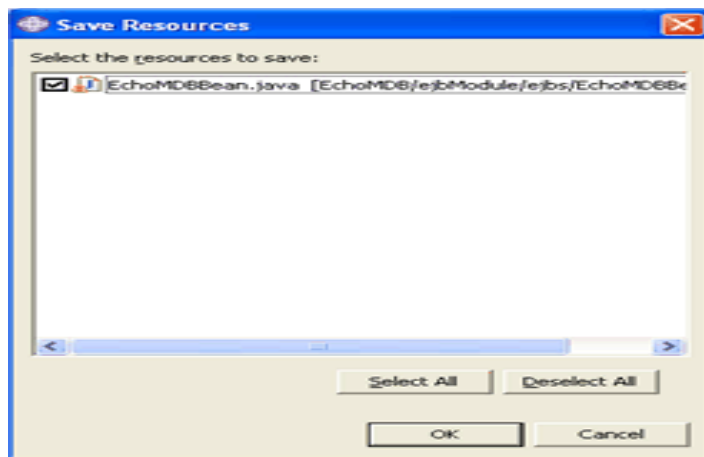 Save Resources
Select the resources to save:
EchoMDBBean.java [EchoMDB/ejbModule/ejbs/EchoMDBBe
Select All Deselect All
OK Cancel